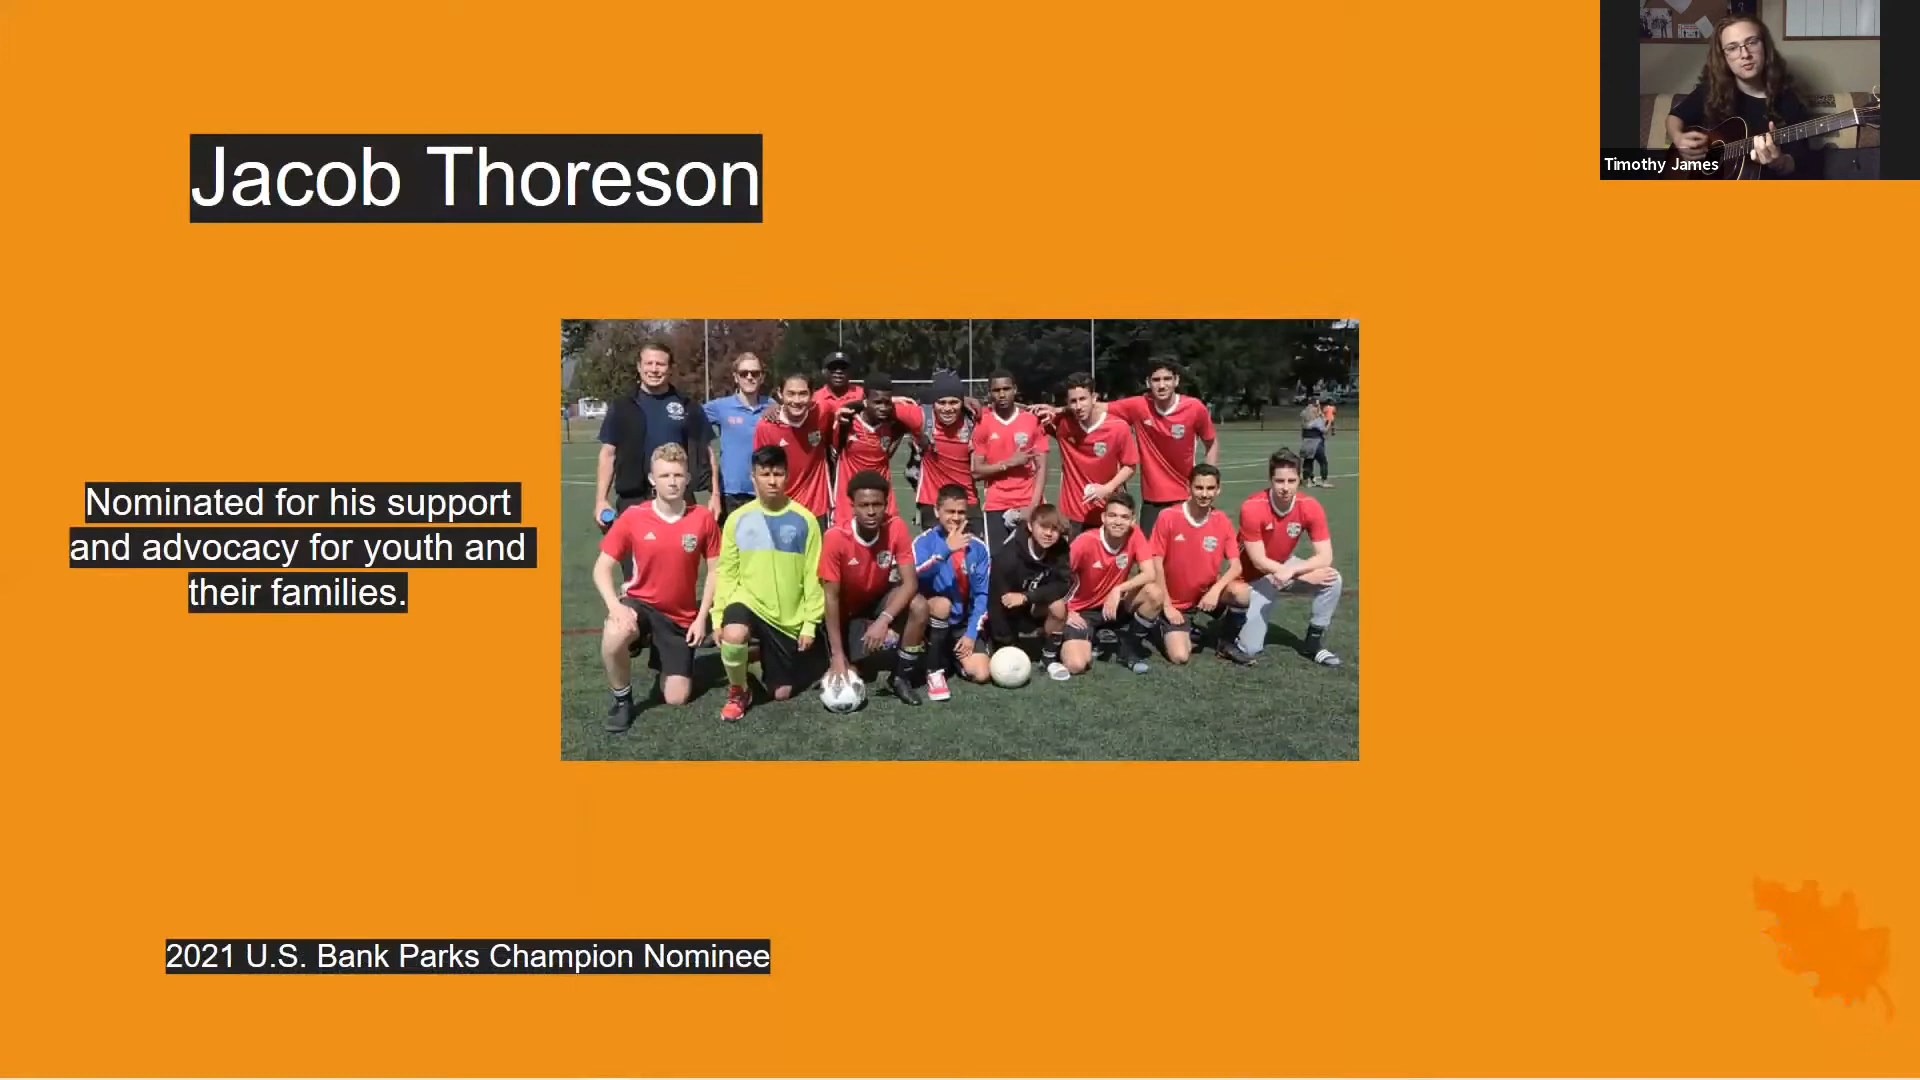 Timothy James
Jacob Thoreson
Nominated for his support
and advocacy for youth and
their families.
2021 U.S. Bank Parks Champion Nominee